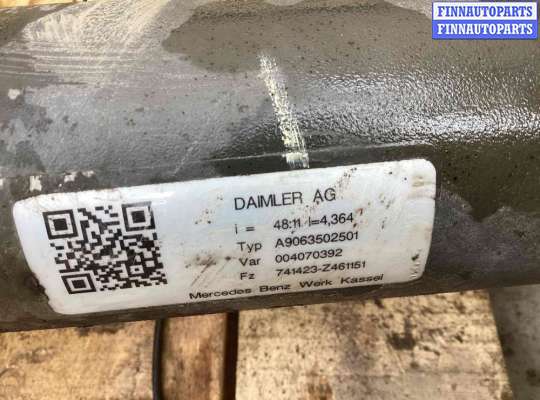 FINNAUTOPARTS
FINNAUTOPARTS
DAIMLER AG
i = 48:11 i=4,364
Typ A9063502501
Var 004070392
Fz 741423-Z461151
Mercedes Benz Werk Kassel